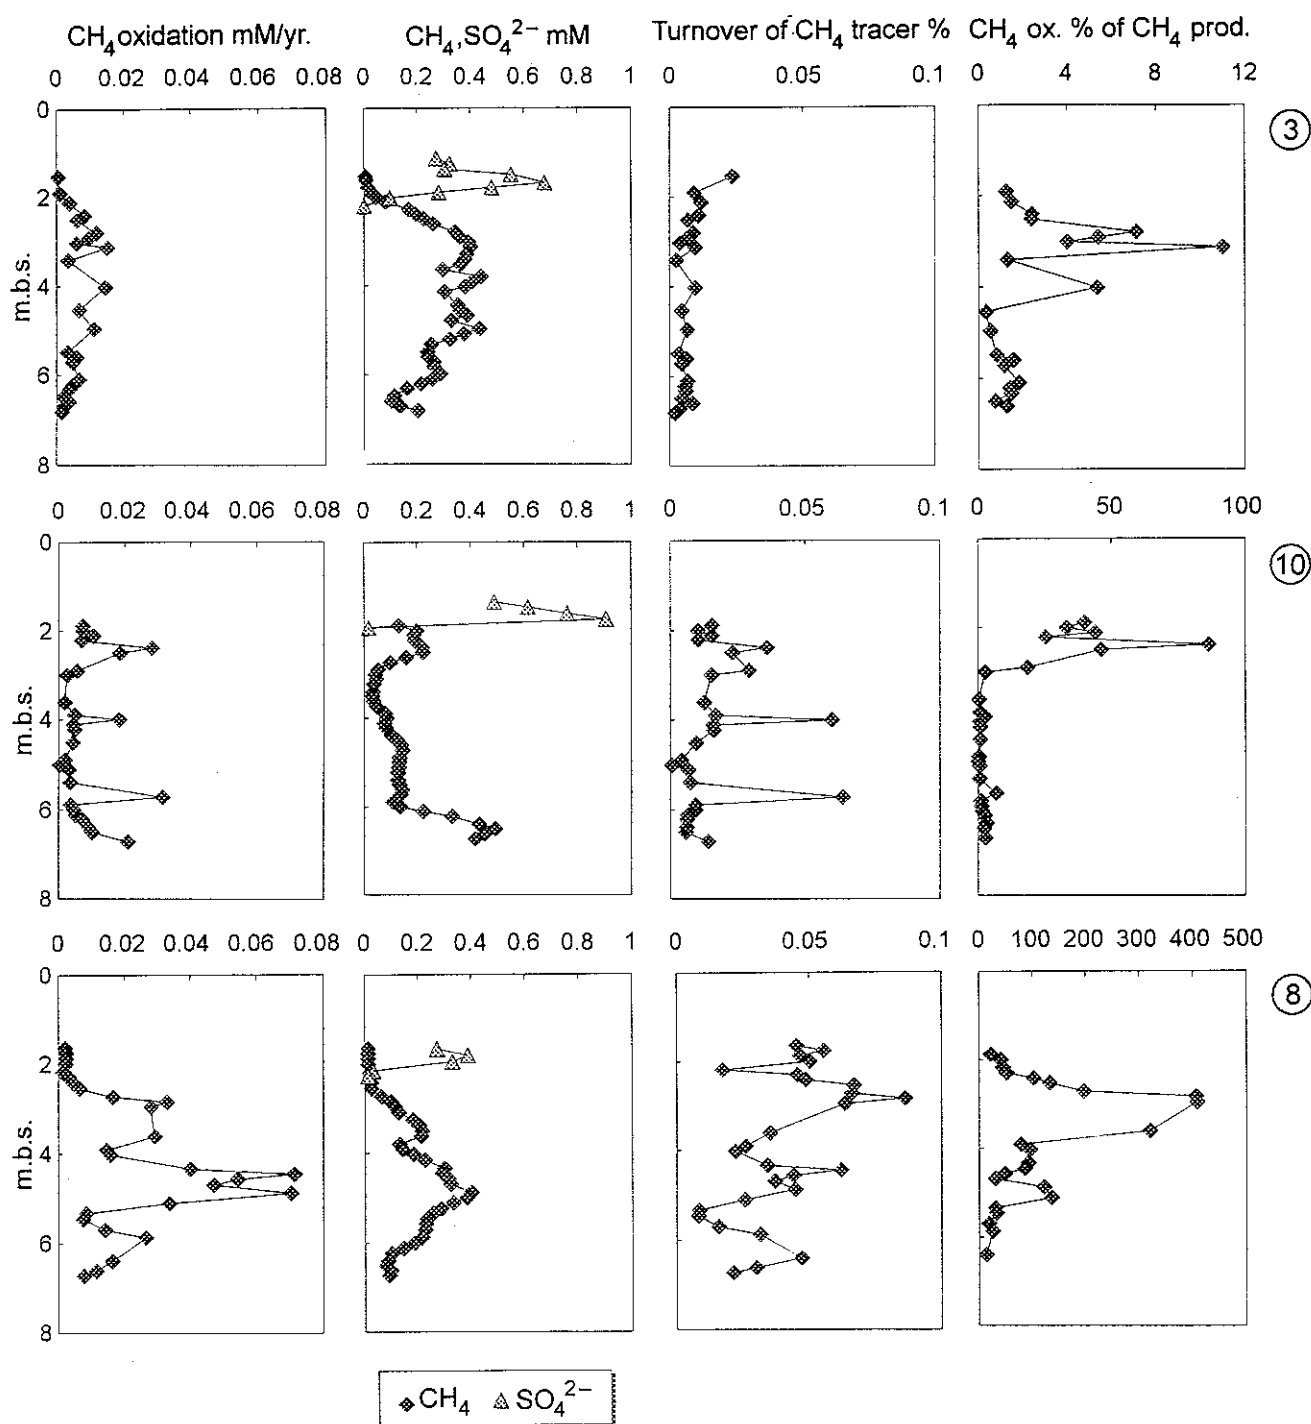 CH₄ oxidation mM/yr. CH₄,SO₄²⁻ mM Turnover of CH₄ tracer % CH₄ ox. % of CH₄ prod.
0 0.02 0.04 0.06 0.08 0 0.2 0.4 0.6 0.8 1 0 0.05 0.1 0 4 8 12
0
2
4
6
8
m.b.s.
3
0 0.02 0.04 0.06 0.08 0 0.2 0.4 0.6 0.8 1 0 0.05 0.1 0 50 100
0
2
4
6
8
m.b.s.
10
0 0.02 0.04 0.06 0.08 0 0.2 0.4 0.6 0.8 1 0 0.05 0.1 0 100 200 300 400 500
0
2
4
6
8
m.b.s.
8
CH₄ SO₄²⁻